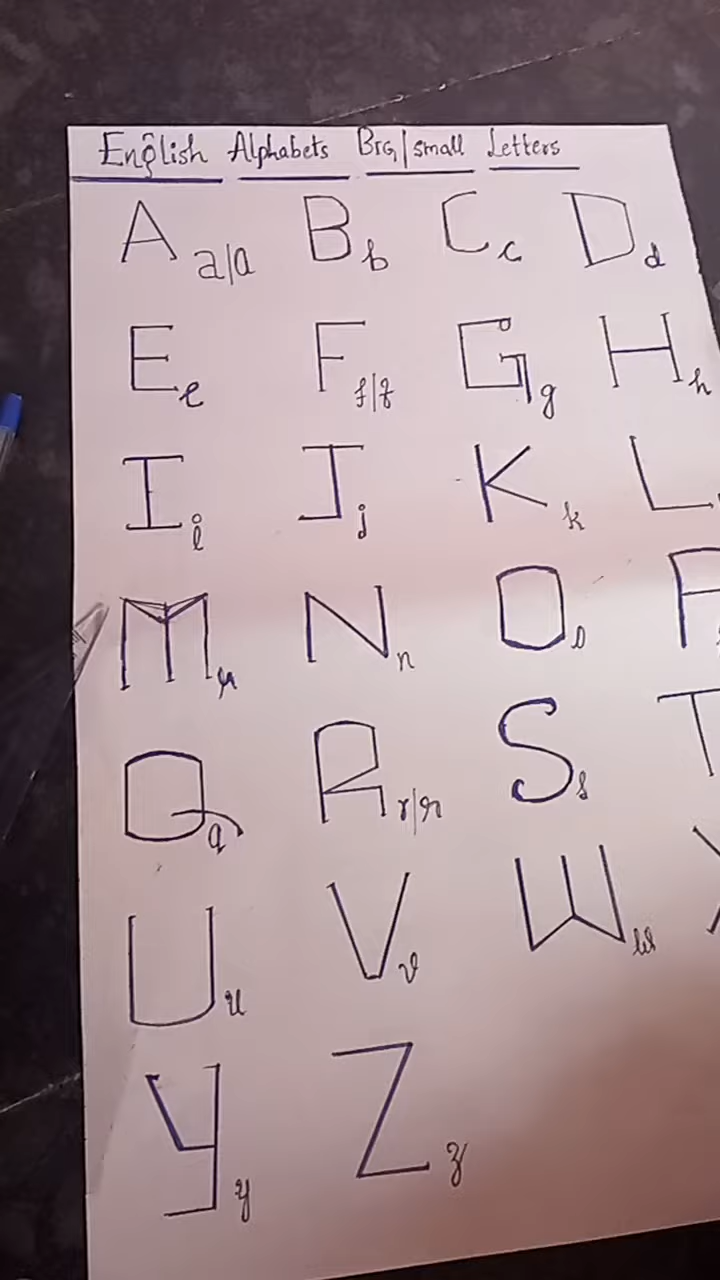 English Alphabets BIG/small Letters
A a/a B b C c D d
E e F f/f G g H h
I i J j K k L
M m N n O o P
Q q R r/r S s T
U u V v W w X
Y y Z z